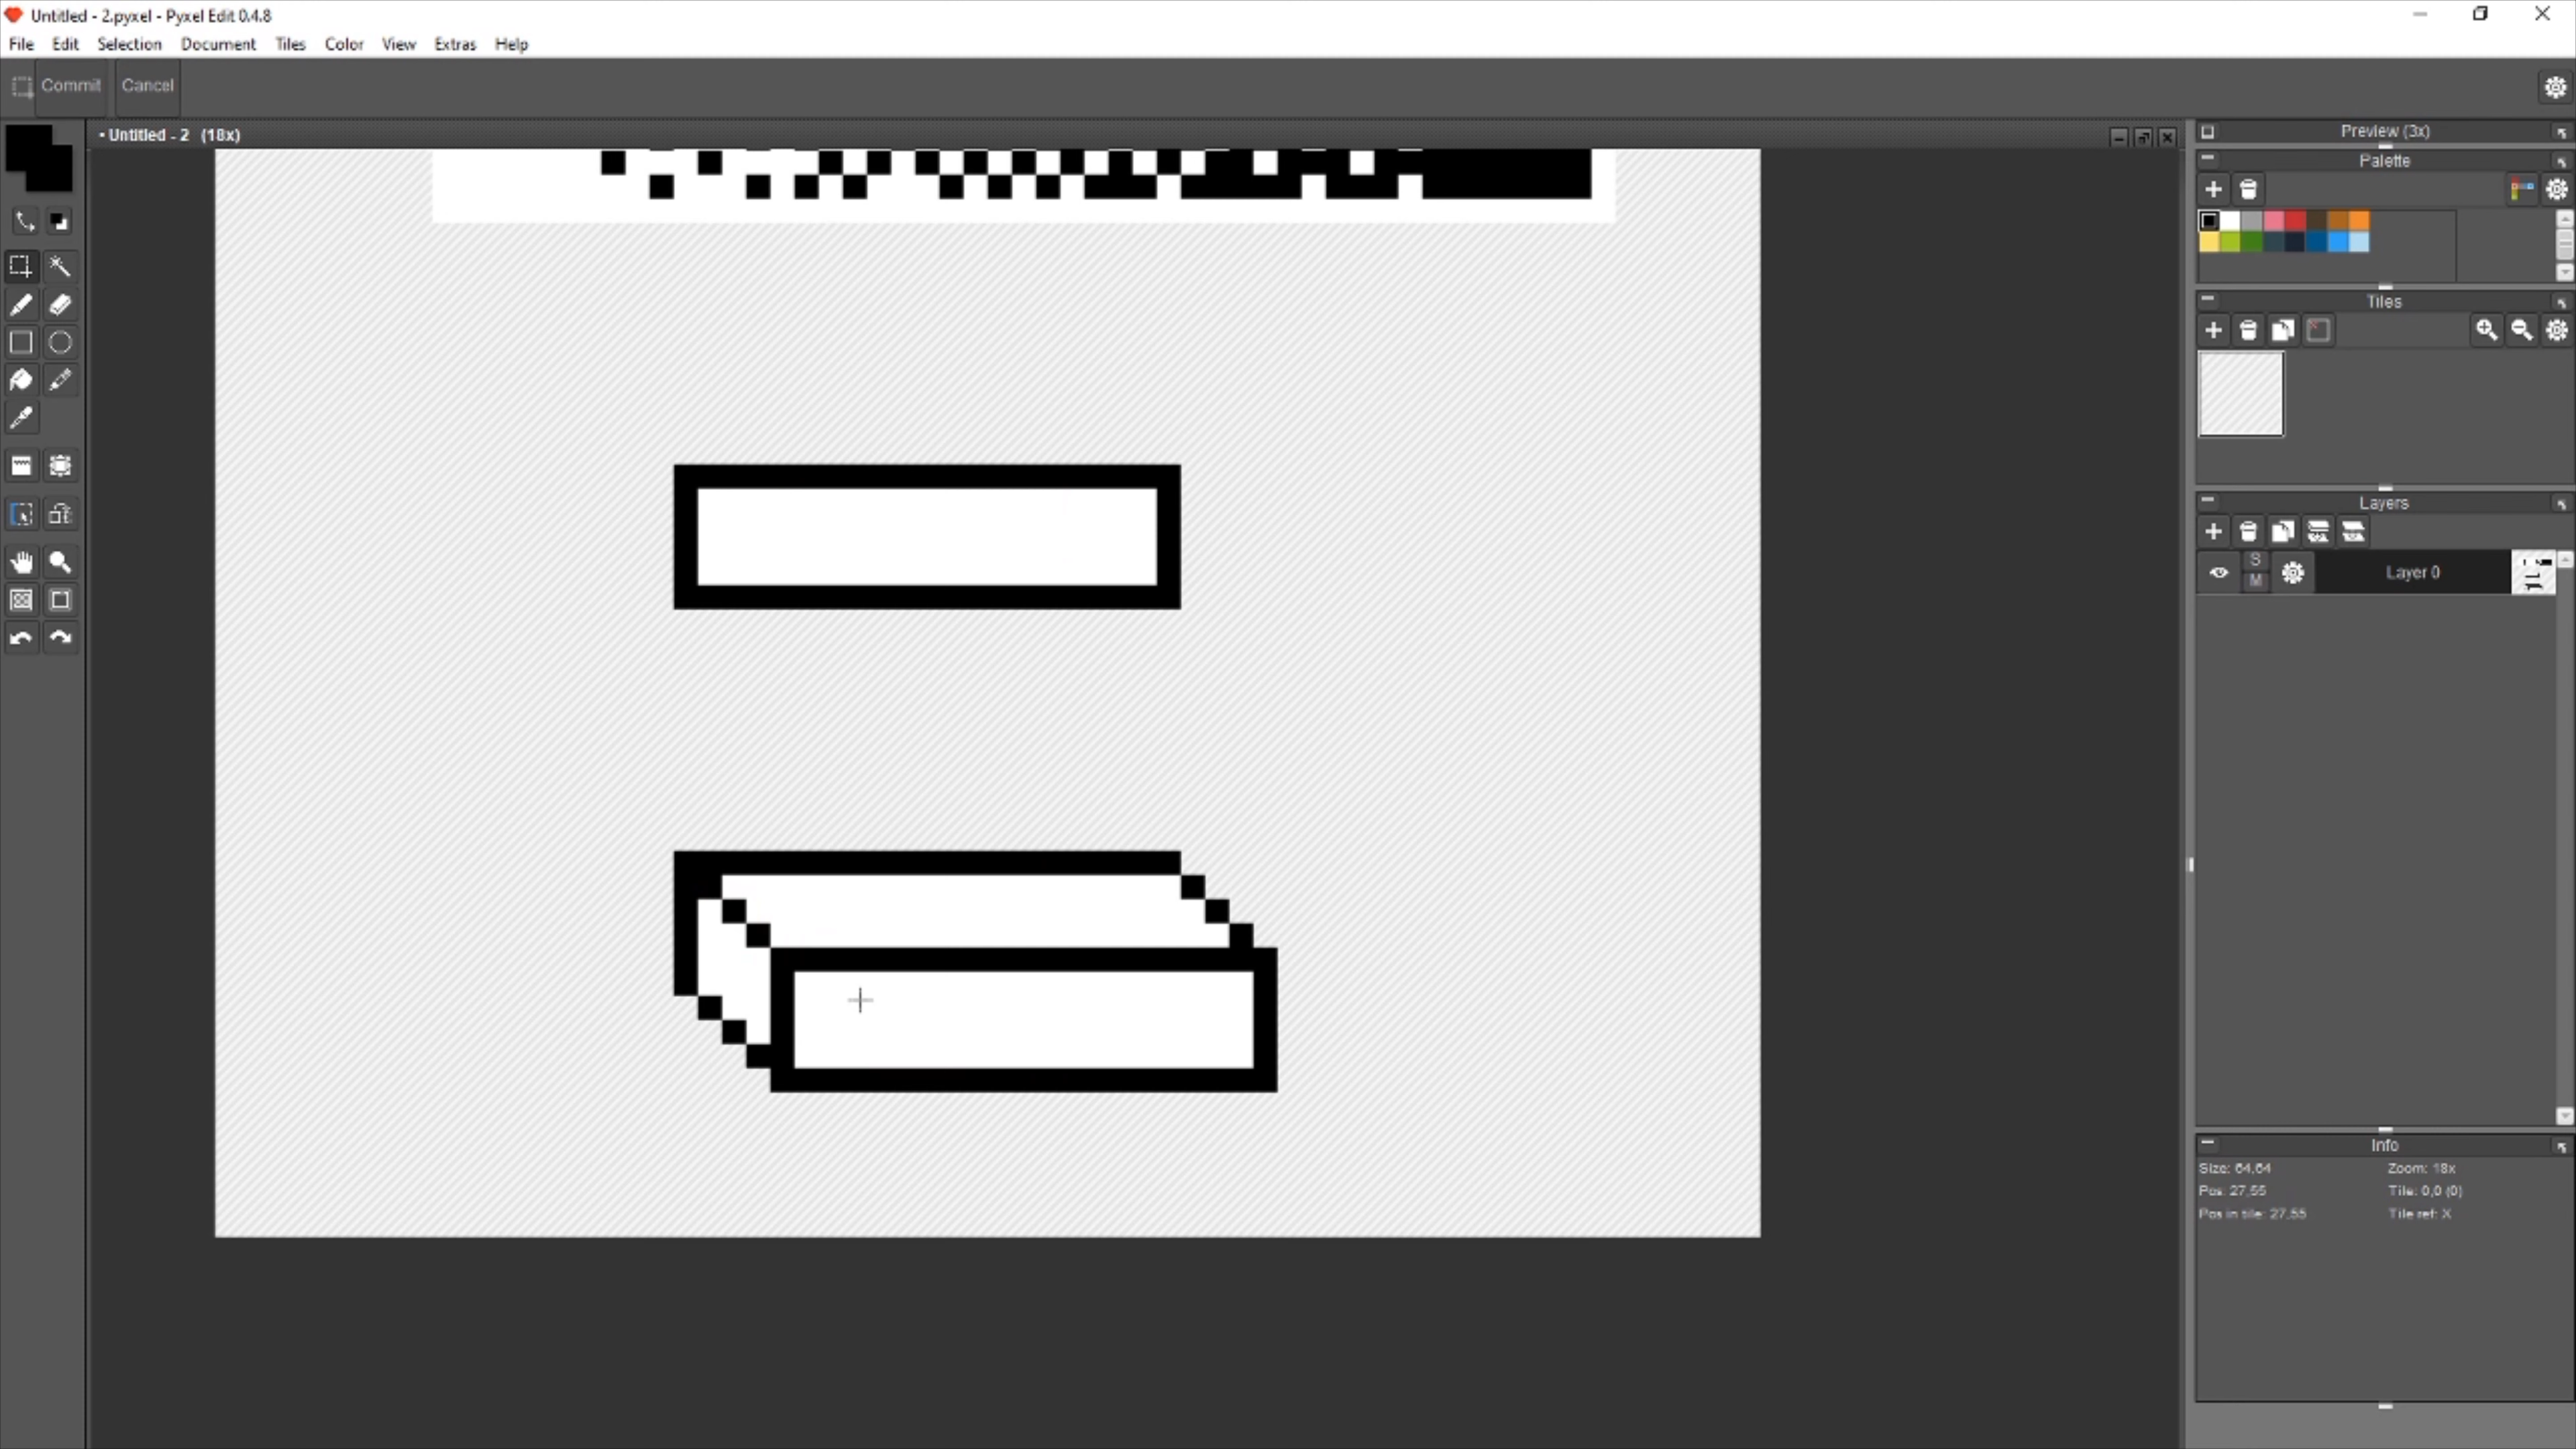 Untitled - 2.pyxel - Pyxel Edit 0.4.8
File Edit Selection Document Tiles Color View Extras Help
Commit Cancel
• Untitled - 2 (18x)
Preview (3x)
Palette
Tiles
Layers
S
M
Layer 0
Info
Size: 64,64 Zoom: 18x
Pos: 27,55 Tile: 0,0 (0)
Pos in tile: 27,55 Tile ref: X